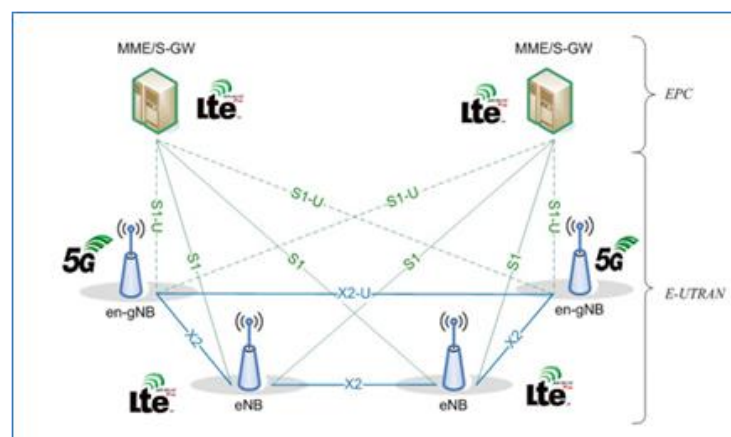 MME/S-GW
MME/S-GW
Lte
Lte
EPC
S1-U
S1-U
S1-U
S1-U
5G
5G
S1
S1
S1
S1
en-gNB
X2-U
en-gNB
E-UTRAN
X2
X2
Lte
eNB
X2
eNB
Lte